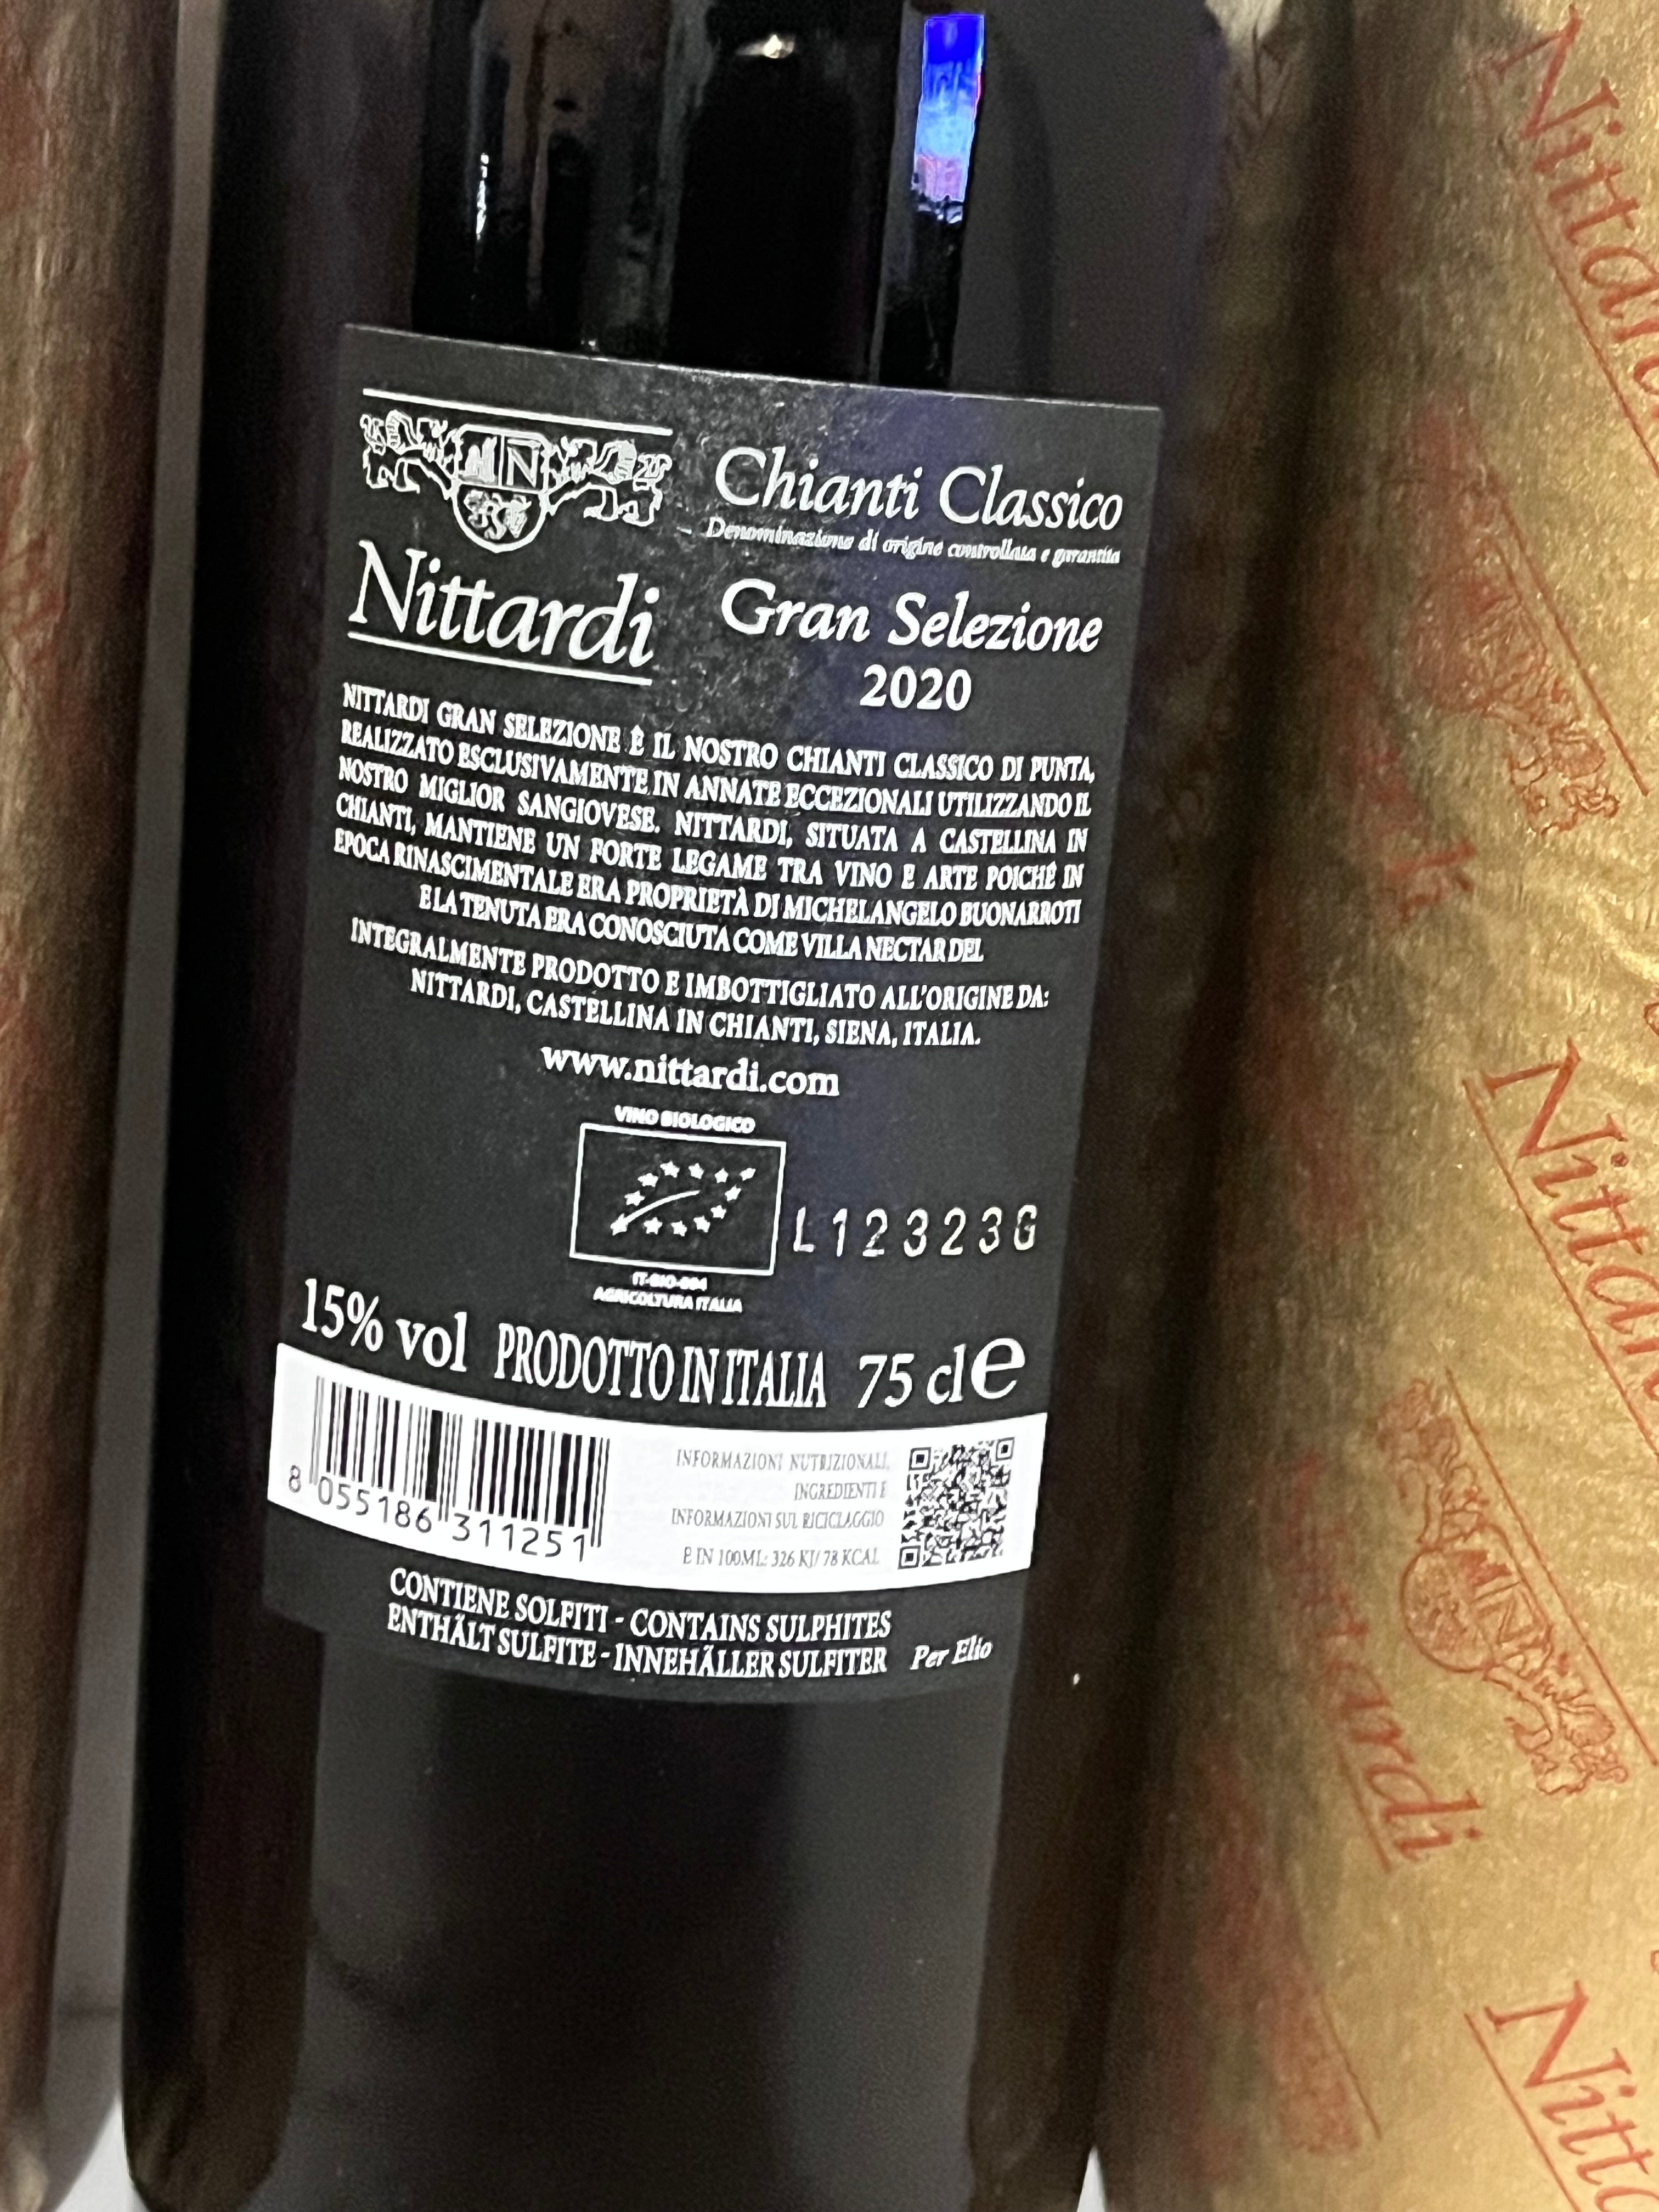 N
Nittardi
Chianti Classico
Denominazione di origine controllata e garantita
Gran Selezione
2020
NITTARDI GRAN SELEZIONE È IL NOSTRO CHIANTI CLASSICO DI PUNTA,
REALIZZATO ESCLUSIVAMENTE IN ANNATE ECCEZIONALI UTILIZZANDO IL
NOSTRO MIGLIOR SANGIOVESE. NITTARDI, SITUATA A CASTELLINA IN
CHIANTI, MANTIENE UN FORTE LEGAME TRA VINO E ARTE POICHÉ IN
EPOCA RINASCIMENTALE ERA PROPRIETÀ DI MICHELANGELO BUONARROTI
E LA TENUTA ERA CONOSCIUTA COME VILLA NECTAR DEI
INTEGRALMENTE PRODOTTO E IMBOTTIGLIATO ALL'ORIGINE DA:
NITTARDI, CASTELLINA IN CHIANTI, SIENA, ITALIA.
www.nittardi.com
VINO BIOLOGICO
L12323G
IT-BIO-004
AGRICOLTURA ITALIA
15% vol PRODOTTO IN ITALIA 75 cl e
8 055186 311251
INFORMAZIONI NUTRIZIONALI,
INGREDIENTI E
INFORMAZIONI SUL RICICLAGGIO
E IN 100ML: 326 KJ/ 78 KCAL
CONTIENE SOLFITI - CONTAINS SULPHITES
ENTHÄLT SULFITE - INNEHÅLLER SULFITER
Per Elio
Nittardi
Nittardi
Nittardi